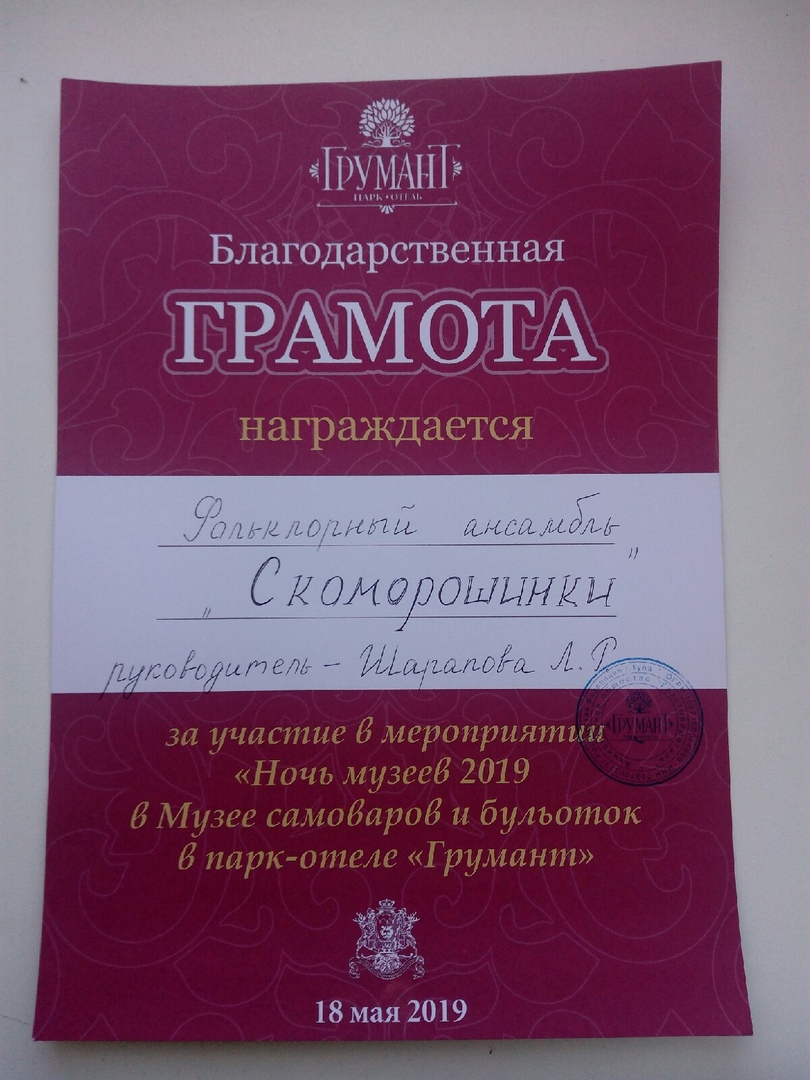 ГРУМАНТ
ПАРК • ОТЕЛЬ
Благодарственная
ГРАМОТА
награждается
Фольклорный ансамбль
„Скоморошинки”
руководитель – Шарапова Л. Р.
ГРУМАНТ
за участие в мероприятии
«Ночь музеев 2019
в Музее самоваров и бульоток
в парк-отеле «Грумант»
18 мая 2019